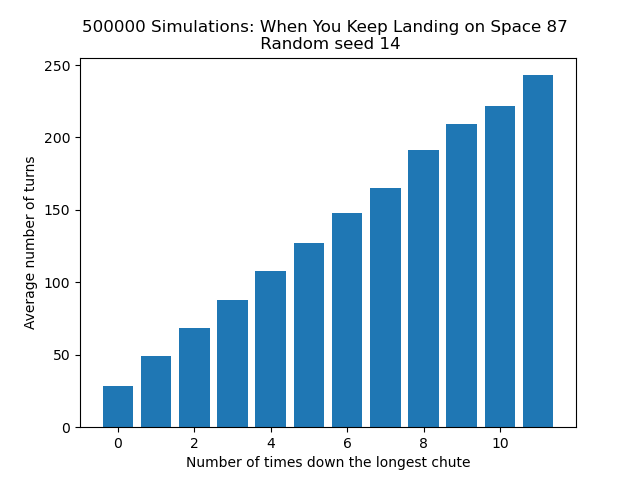 500000 Simulations: When You Keep Landing on Space 87
Random seed 14
250
200
150
100
50
0
Average number of turns
0 2 4 6 8 10
Number of times down the longest chute